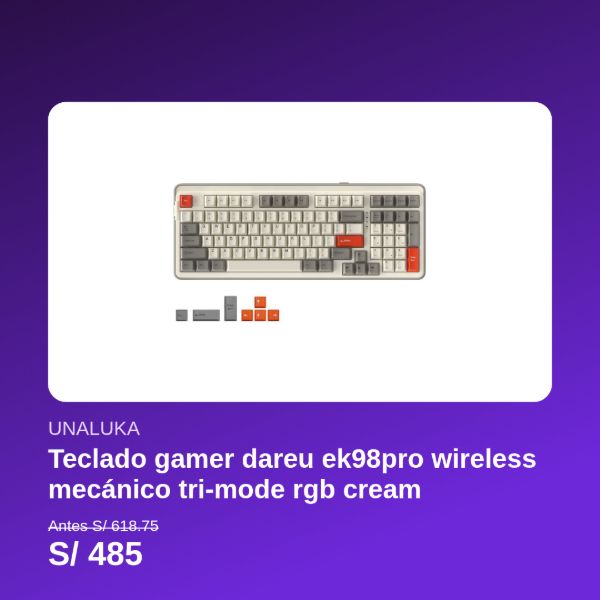 UNALUKA
Teclado gamer dareu ek98pro wireless
mecánico tri-mode rgb cream
Antes S/ 618.75
S/ 485